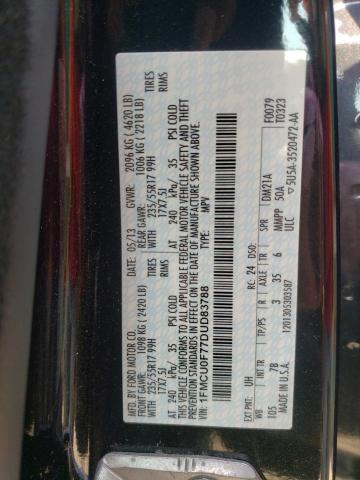 MFD. BY FORD MOTOR CO.
DATE: 05/13 GVWR: 2096 KG ( 4620 LB)
FRONT GAWR: 1098 KG ( 2420 LB) REAR GAWR: 1006 KG ( 2218 LB)
WITH 235/55R17 99H TIRES WITH 235/55R17 99H TIRES
17X7.5J RIMS 17X7.5J RIMS
AT 240 kPa/ 35 PSI COLD AT 240 kPa/ 35 PSI COLD
THIS VEHICLE CONFORMS TO ALL APPLICABLE FEDERAL MOTOR VEHICLE SAFETY AND THEFT
PREVENTION STANDARDS IN EFFECT ON THE DATE OF MANUFACTURE SHOWN ABOVE.
VIN: 1FMCU0F77DUD83788
TYPE: MPV
F0079
T0323
EXT PNT: UH RC: 24 DSO:
WB INT TR TP/PS R AXLE TR SPR DM21A
105 7B 3 35 6 MMPP 50A
ULC
MADE IN U.S.A. 5U5A-3520472-AA
1201305303587